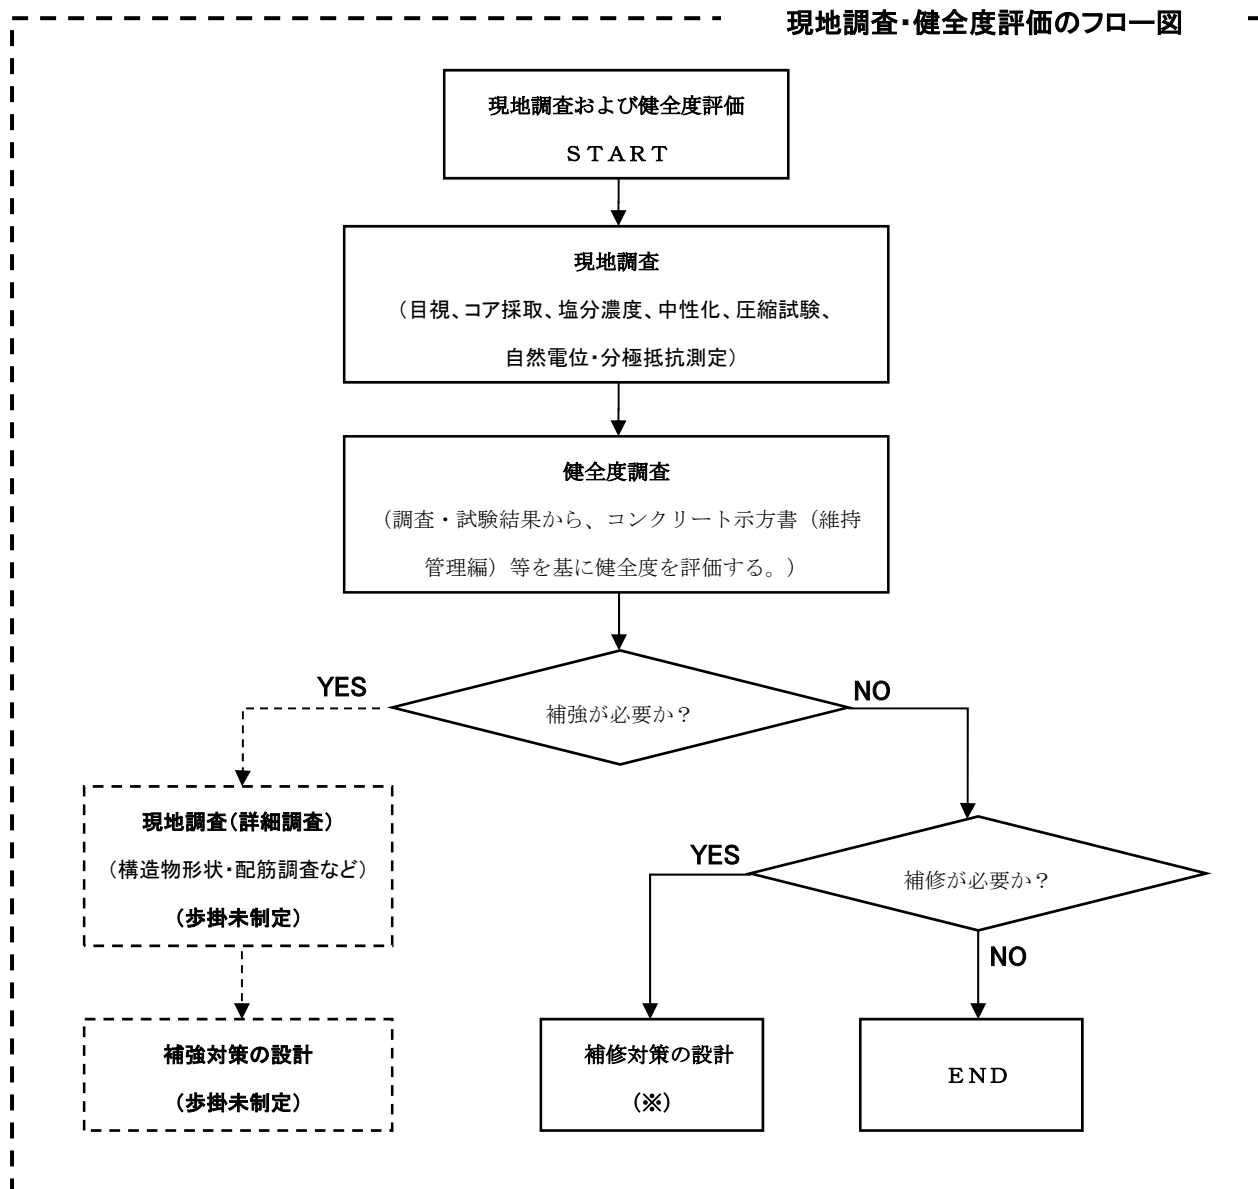 現地調査・健全度評価のフロー図
現地調査および健全度評価
ＳＴＡＲＴ
現地調査
（目視、コア採取、塩分濃度、中性化、圧縮試験、
自然電位・分極抵抗測定）
健全度調査
（調査・試験結果から、コンクリート示方書（維持
管理編）等を基に健全度を評価する。）
補強が必要か？
YES
NO
現地調査（詳細調査）
（構造物形状・配筋調査など）
（歩掛未制定）
補強対策の設計
（歩掛未制定）
補修が必要か？
YES
NO
補修対策の設計
（※）
ＥＮＤ